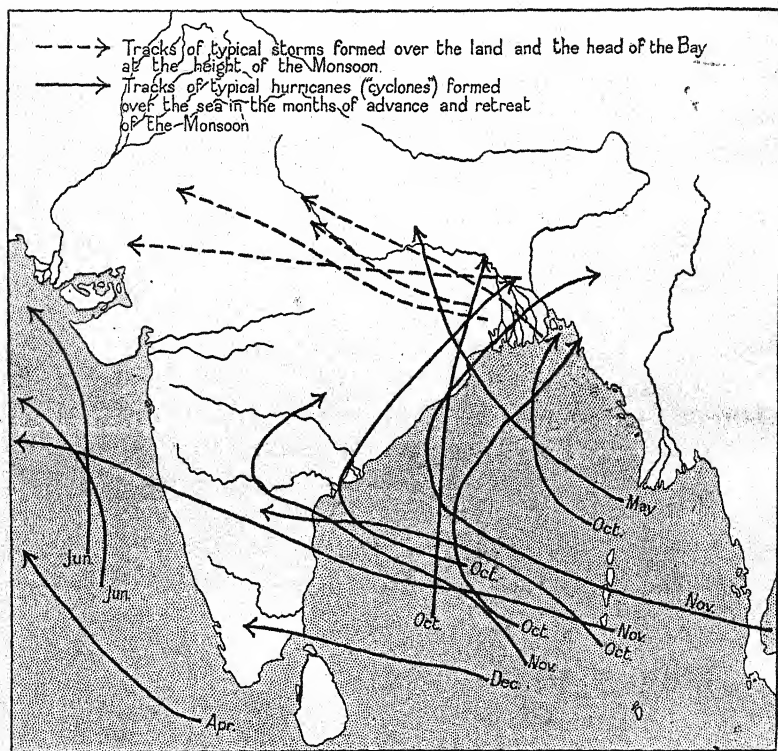 Tracks of typical storms formed over the land and the head of the Bay
at the height of the Monsoon.
Tracks of typical hurricanes ("cyclones") formed
over the sea in the months of advance and retreat
of the Monsoon
May
Oct.
Jun.
Oct.
Jun.
Nov.
Oct.
Oct.
Nov.
Oct.
Nov.
Dec.
Apr.